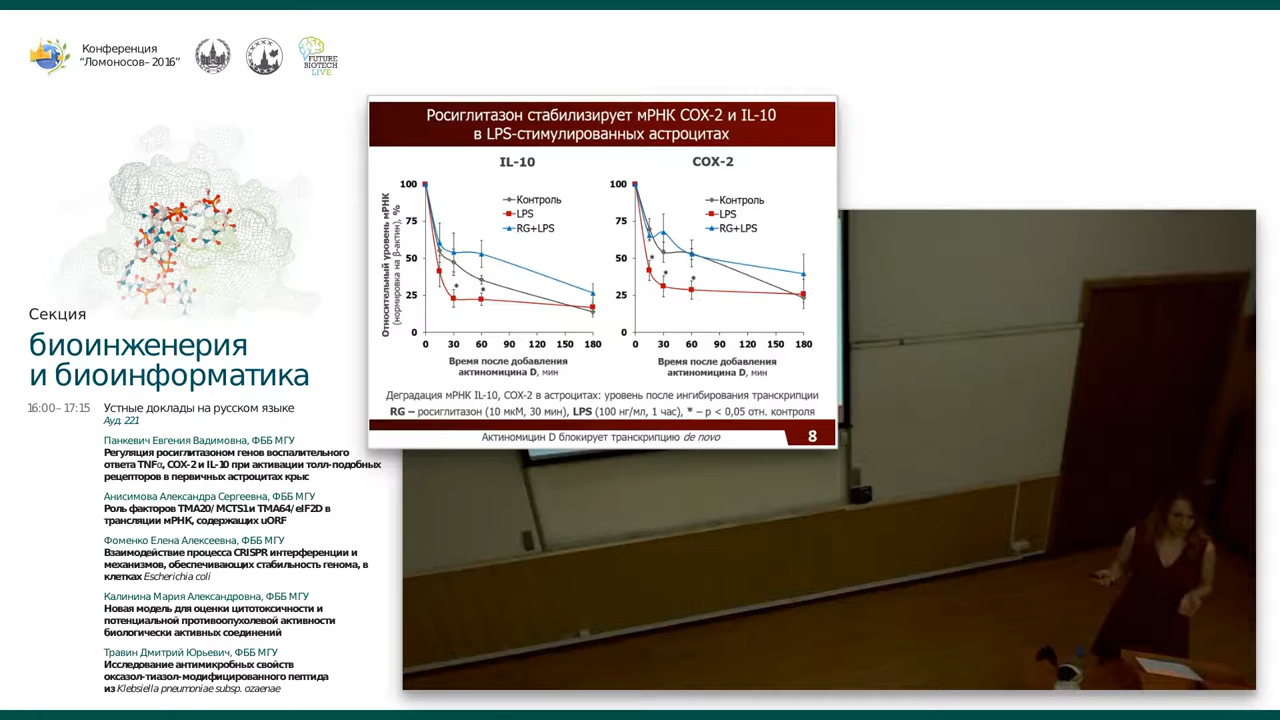 Конференция
“Ломоносов–2016”
FUTURE
BIOTECH
LIVE
Секция
биоинженерия
и биоинформатика
16:00–17:15 Устные доклады на русском языке
Ауд. 221
Панкевич Евгения Вадимовна, ФББ МГУ
Регуляция росиглитазоном генов воспалительного
ответа TNFα, COX-2 и IL-10 при активации толл-подобных
рецепторов в первичных астроцитах крыс
Анисимова Александра Сергеевна, ФББ МГУ
Роль факторов TMA20/MCTS1 и TMA64/eIF2D в
трансляции мРНК, содержащих uORF
Фоменко Елена Алексеевна, ФББ МГУ
Взаимодействие процесса CRISPR интерференции и
механизмов, обеспечивающих стабильность генома, в
клетках Escherichia coli
Калинина Мария Александровна, ФББ МГУ
Новая модель для оценки цитотоксичности и
потенциальной противоопухолевой активности
биологически активных соединений
Травин Дмитрий Юрьевич, ФББ МГУ
Исследование антимикробных свойств
оксазол-тиазол-модифицированного пептида
из Klebsiella pneumoniae subsp. ozaenae
Росиглитазон стабилизирует мРНК COX-2 и IL-10
в LPS-стимулированных астроцитах
IL-10
Относительный уровень мРНК
(нормировка на β-актин), %
100
75
50
25
0
Контроль
LPS
RG+LPS
* *
0 30 60 90 120 150 180
Время после добавления
актиномицина D, мин
COX-2
100
75
50
25
0
Контроль
LPS
RG+LPS
* * *
0 30 60 90 120 150 180
Время после добавления
актиномицина D, мин
Деградация мРНК IL-10, COX-2 в астроцитах: уровень после ингибирования транскрипции
RG – росиглитазон (10 мкМ, 30 мин), LPS (100 нг/мл, 1 час), * – p < 0,05 отн. контроля
Актиномицин D блокирует транскрипцию de novo
8